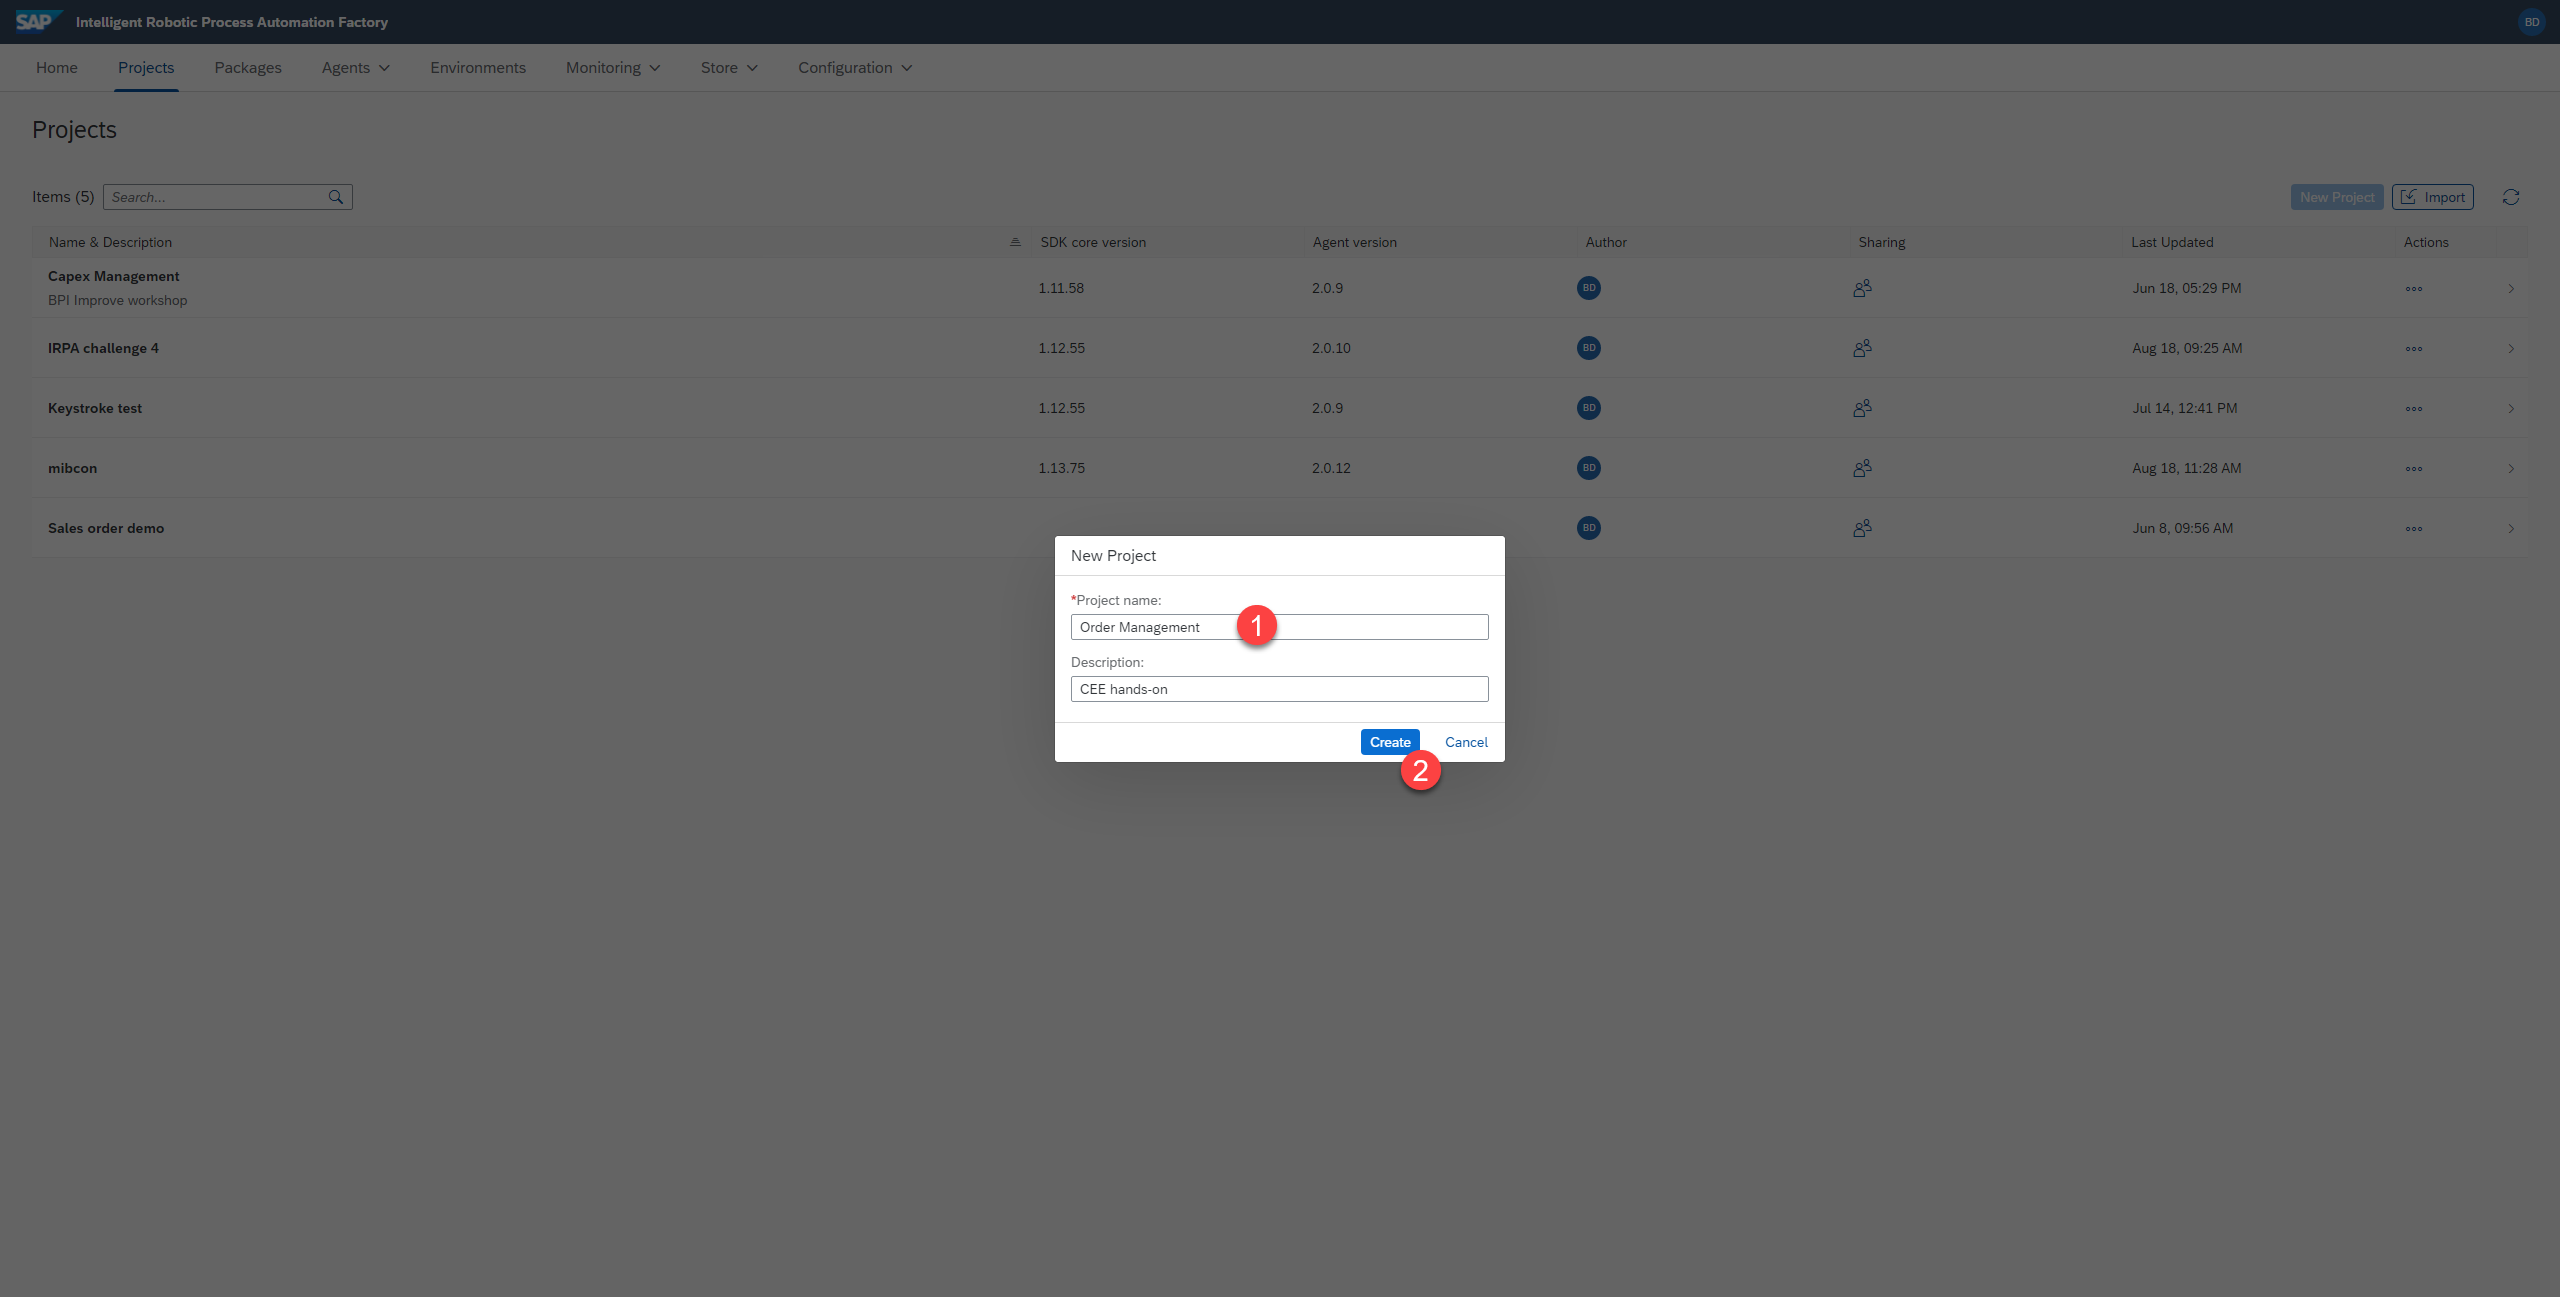 SAP Intelligent Robotic Process Automation Factory BD
Home Projects Packages Agents Environments Monitoring Store Configuration
Projects
Items (5) Search... New Project Import
Name & Description SDK core version Agent version Author Sharing Last Updated Actions
Capex Management
BPI Improve workshop
1.11.58 2.0.9 BD Jun 18, 05:29 PM
IRPA challenge 4 1.12.55 2.0.10 BD Aug 18, 09:25 AM
Keystroke test 1.12.55 2.0.9 BD Jul 14, 12:41 PM
mibcon 1.13.75 2.0.12 BD Aug 18, 11:28 AM
Sales order demo BD Jun 8, 09:56 AM
New Project
*Project name:
Order Management 1
Description:
CEE hands-on
Create Cancel
2